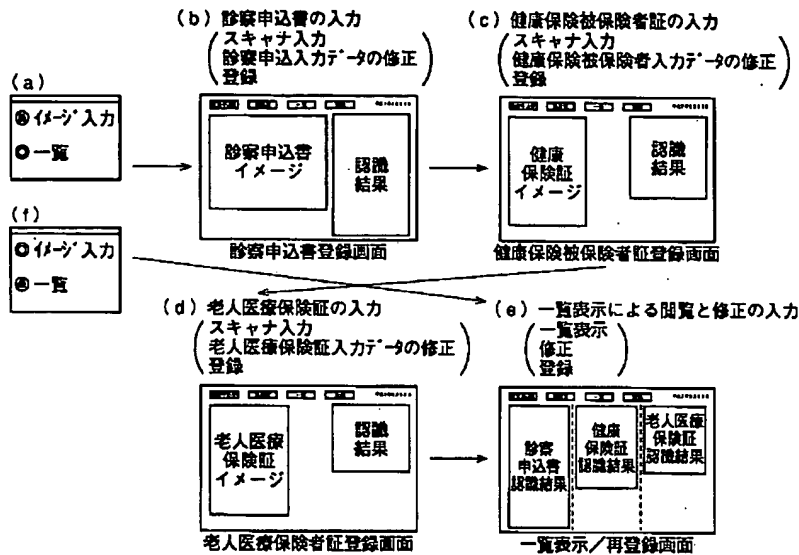 (b) 診察申込書の入力
スキャナ入力
診察申込入力データの修正
登録
(c) 健康保険被保険者証の入力
スキャナ入力
健康保険被保険者入力データの修正
登録
(a)
イメージ入力
一覧
診察申込書
イメージ
認識
結果
診察申込書登録画面
健康
保険証
イメージ
認識
結果
健康保険被保険者証登録画面
(f)
イメージ入力
一覧
(d) 老人医療保険証の入力
スキャナ入力
老人医療保険証入力データの修正
登録
(e) 一覧表示による閲覧と修正の入力
一覧表示
修正
登録
老人医療
保険証
イメージ
認識
結果
老人医療保険者証登録画面
診察
申込書
認識結果
健康
保険証
認識結果
老人医療
保険証
認識結果
一覧表示/再登録画面